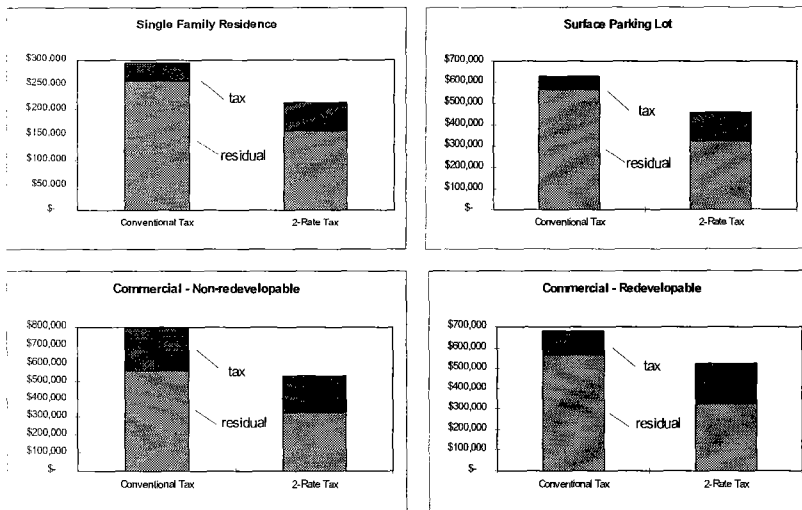 Single Family Residence
$300.000
$250.000
$200.000
$150.000
$100.000
$50.000
$-
tax
residual
Conventional Tax
2-Rate Tax
Surface Parking Lot
$700,000
$600,000
$500,000
$400,000
$300,000
$200,000
$100,000
$-
tax
residual
Conventional Tax
2-Rate Tax
Commercial - Non-redevelopable
$800,000
$700,000
$600,000
$500,000
$400,000
$300,000
$200,000
$100,000
$-
tax
residual
Conventional Tax
2-Rate Tax
Commercial - Redevelopable
$700,000
$600,000
$500,000
$400,000
$300,000
$200,000
$100,000
$-
tax
residual
Conventional Tax
2-Rate Tax